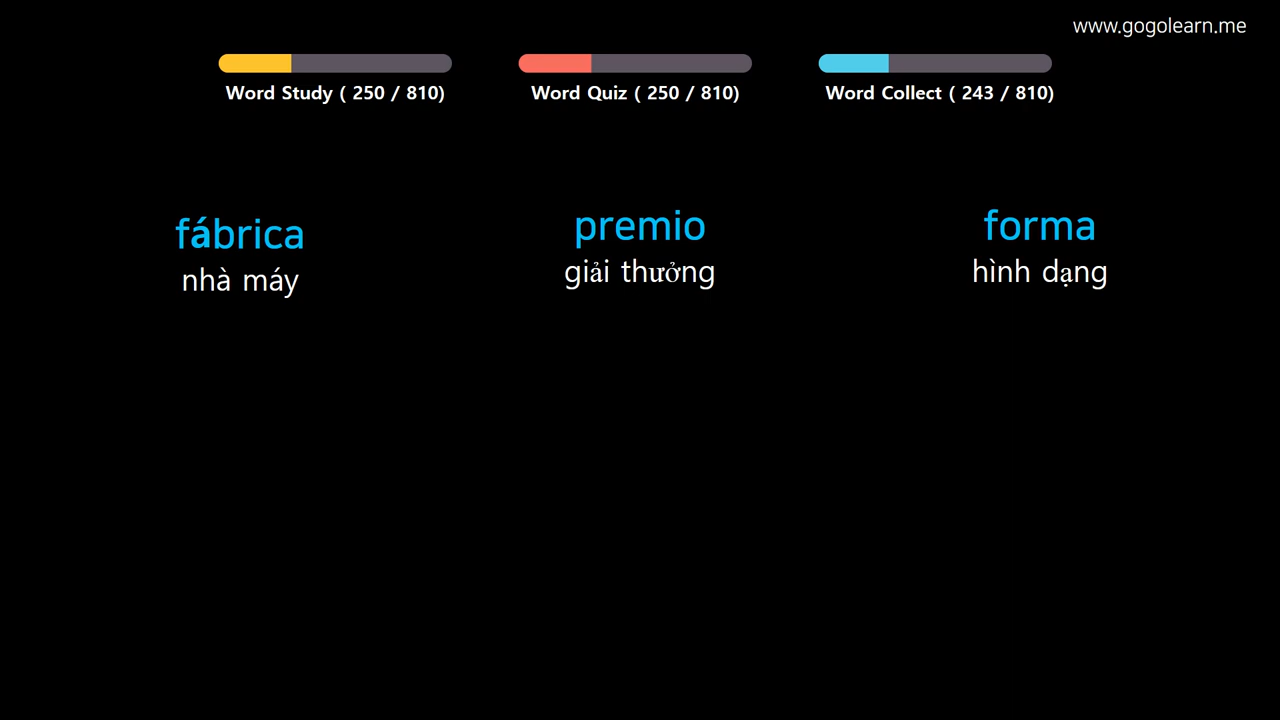 www.gogolearn.me
Word Study ( 250 / 810)
Word Quiz ( 250 / 810)
Word Collect ( 243 / 810)
fábrica
nhà máy
premio
giải thưởng
forma
hình dạng